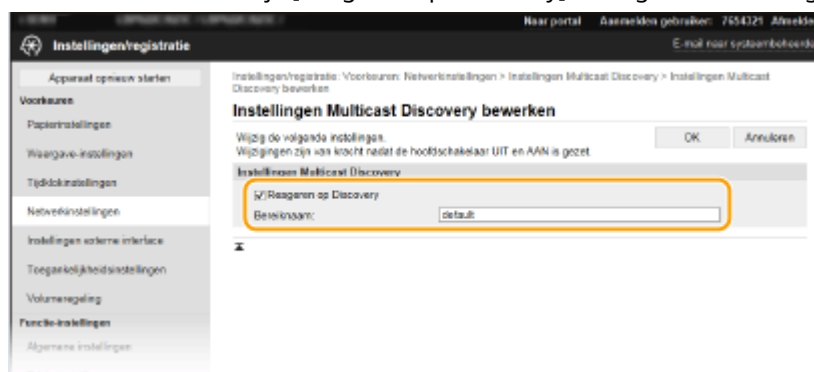 Naar portal Aanmelden gebruiker: 7654321 Afmelde
Instellingen/registratie
E-mail naar systeembeheerde
Apparaat opnieuw starten
Voorkeuren
Papierinstellingen
Weergave-instellingen
Tijdklokinstellingen
Netwerkinstellingen
Instellingen externe interface
Toegankelijkheidsinstellingen
Volumeregeling
Functie-instellingen
Algemene instellingen
Instellingen/registratie: Voorkeuren: Netwerkinstellingen > Instellingen Multicast Discovery > Instellingen Multicast
Discovery bewerken
Instellingen Multicast Discovery bewerken
Wijzig de volgende instellingen.
Wijzigingen zijn van kracht nadat de hoofdschakelaar UIT en AAN is gezet.
OK Annuleren
Instellingen Multicast Discovery
Reageren op Discovery
Bereiknaam: default